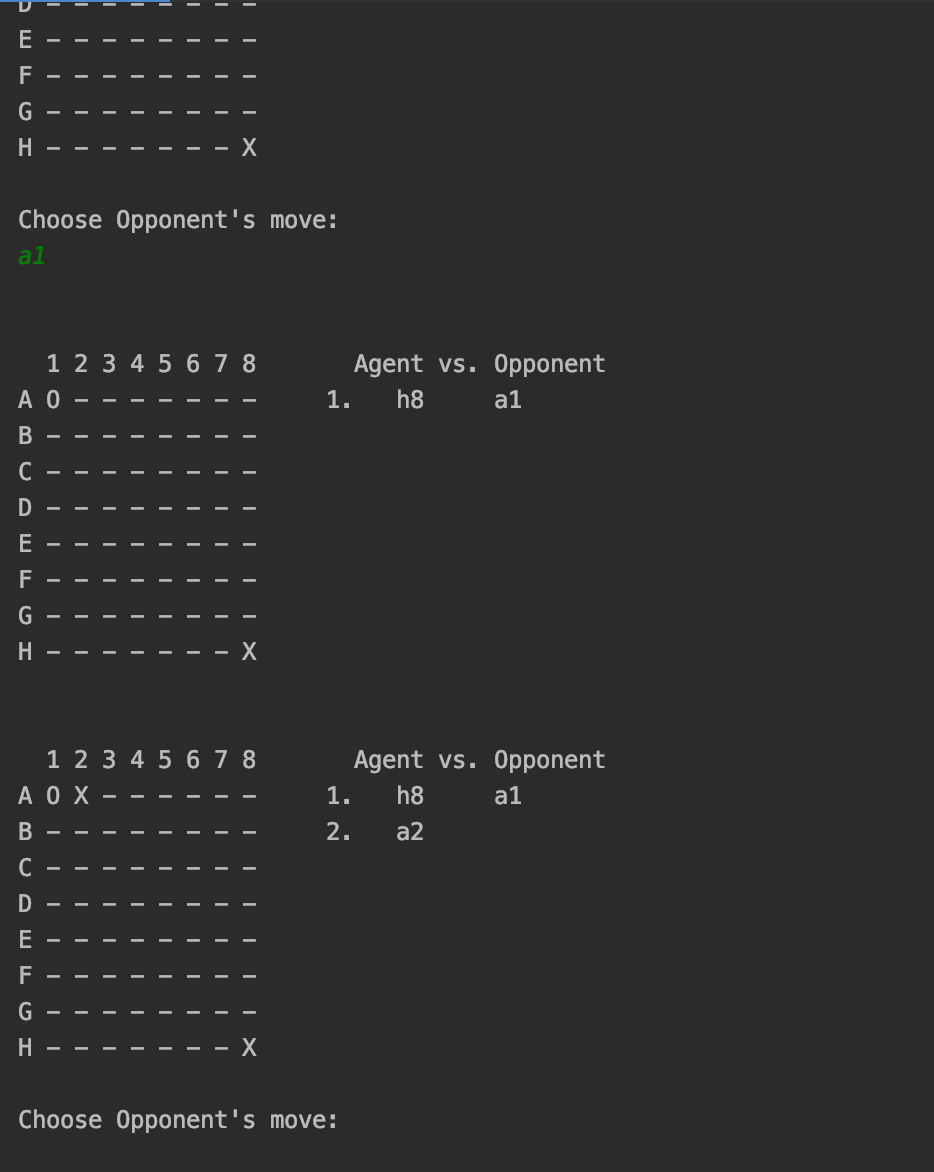 D - - - - - - - -
E - - - - - - - -
F - - - - - - - -
G - - - - - - - -
H - - - - - - - X
Choose Opponent's move:
a1
1 2 3 4 5 6 7 8 Agent vs. Opponent
A O - - - - - - - 1. h8 a1
B - - - - - - - -
C - - - - - - - -
D - - - - - - - -
E - - - - - - - -
F - - - - - - - -
G - - - - - - - -
H - - - - - - - X
1 2 3 4 5 6 7 8 Agent vs. Opponent
A O X - - - - - - 1. h8 a1
B - - - - - - - - 2. a2
C - - - - - - - -
D - - - - - - - -
E - - - - - - - -
F - - - - - - - -
G - - - - - - - -
H - - - - - - - X
Choose Opponent's move: